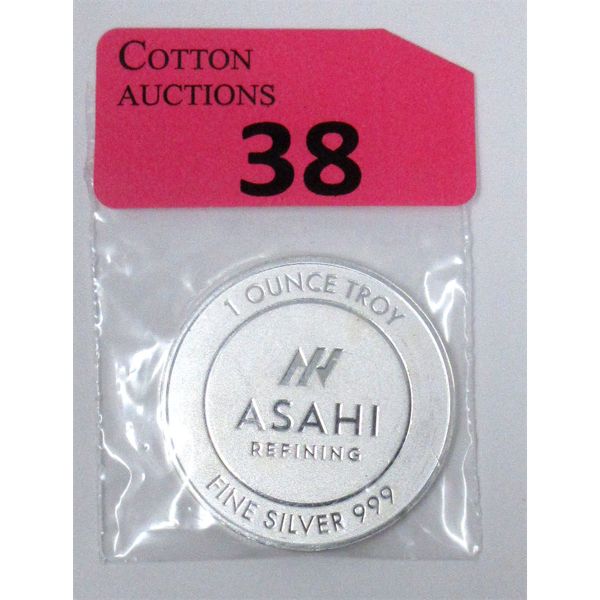 COTTON
AUCTIONS
38
1 OUNCE TROY
ASAHI
REFINING
FINE SILVER 999